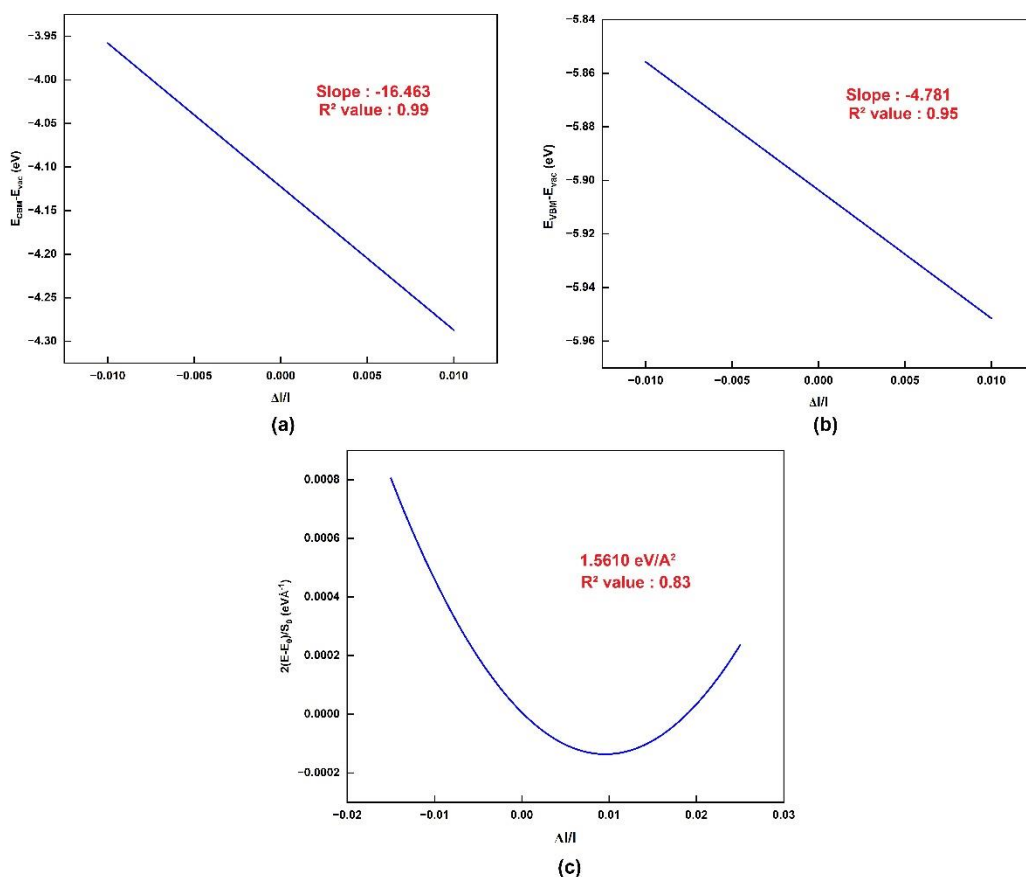 −3.95
−4.00
−4.05
−4.10
−4.15
−4.20
−4.25
−4.30
E_CBM-E_vac (eV)
Slope : -16.463
R² value : 0.99
−0.010 −0.005 0.000 0.005 0.010
Δl/l
(a)
−5.84
−5.86
−5.88
−5.90
−5.92
−5.94
−5.96
E_VBM-E_vac (eV)
Slope : -4.781
R² value : 0.95
−0.010 −0.005 0.000 0.005 0.010
Δl/l
(b)
0.0008
0.0006
0.0004
0.0002
0.0000
−0.0002
2(E-E₀)/S₀ (eVÅ⁻¹)
1.5610 eV/A²
R² value : 0.83
−0.02 −0.01 0.00 0.01 0.02 0.03
Δl/l
(c)